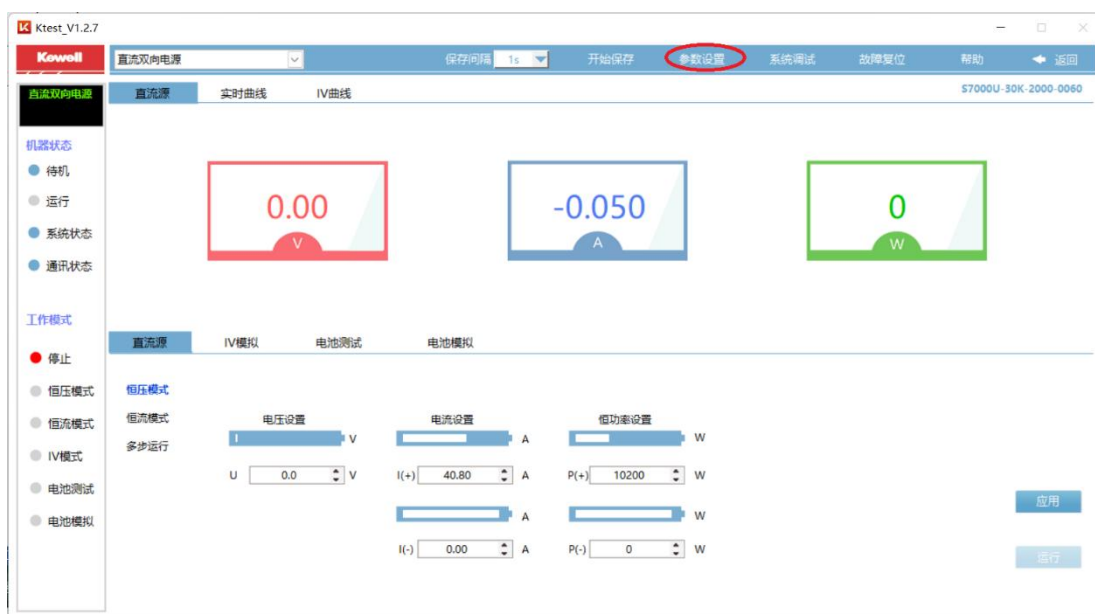 Ktest_V1.2.7
Kewell 直流双向电源 保存间隔 1s 开始保存 参数设置 系统调试 故障复位 帮助 返回
直流双向电源 直流源 实时曲线 IV曲线 S7000U-30K-2000-0060
机器状态
待机
运行
系统状态
通讯状态
0.00
V
-0.050
A
0
W
工作模式
停止
恒压模式
恒流模式
IV模式
电池测试
电池模拟
直流源 IV模拟 电池测试 电池模拟
恒压模式
恒流模式
多步运行
电压设置 电流设置 恒功率设置
V A W
U 0.0 V I(+) 40.80 A P(+) 10200 W
A W
I(-) 0.00 A P(-) 0 W
应用
运行